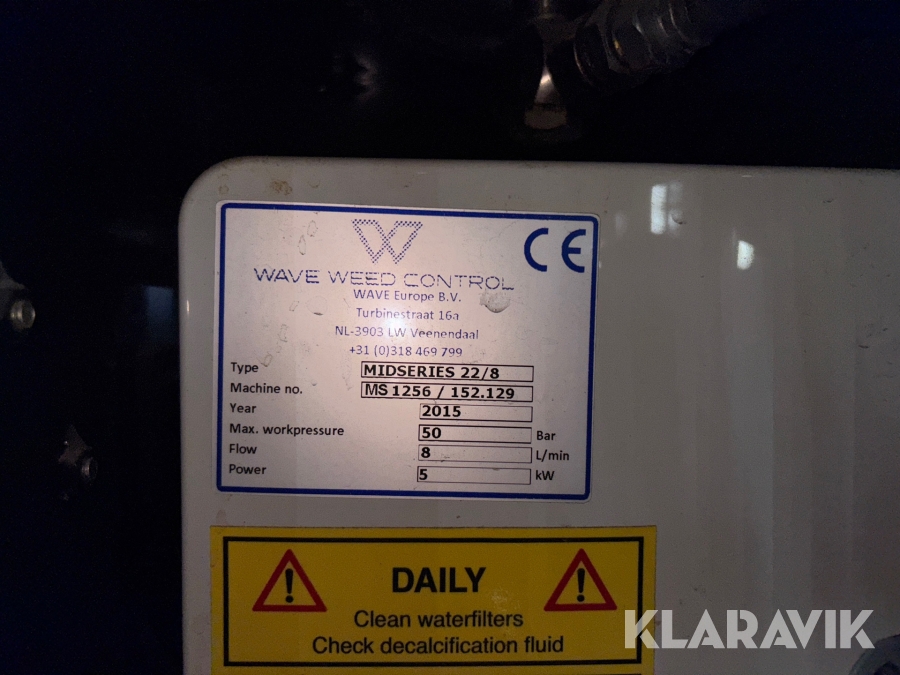 WAVE WEED CONTROL
CE
WAVE Europe B.V.
Turbinestraat 16a
NL-3903 LW Veenendaal
+31 (0)318 469 799
Type MIDSERIES 22/8
Machine no. MS 1256 / 152.129
Year 2015
Max. workpressure 50 Bar
Flow 8 L/min
Power 5 kW
DAILY
Clean waterfilters
Check decalcification fluid
KLARAVIK